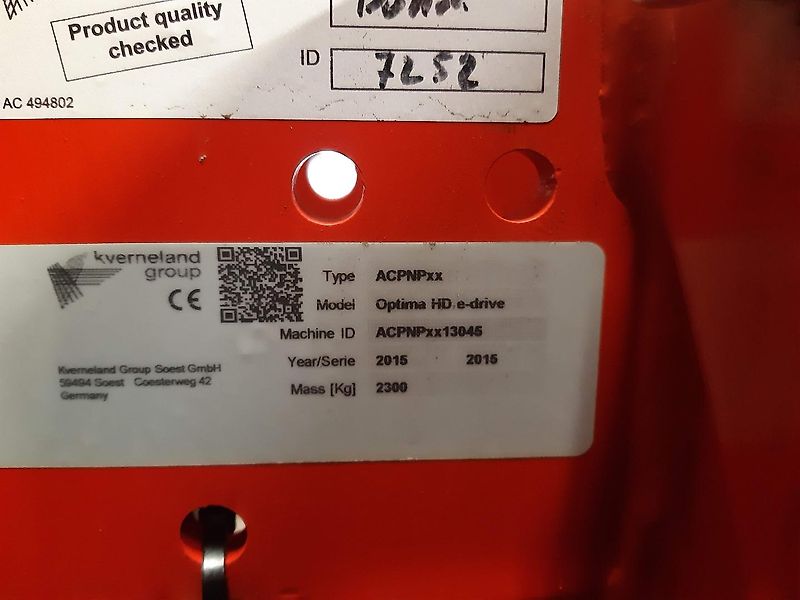 Product quality
checked
ID 7252
AC 494802
kverneland
group
CE
Type ACPNPxx
Model Optima HD e-drive
Machine ID ACPNPxx13045
Year/Serie 2015 2015
Mass [Kg] 2300
Kverneland Group Soest GmbH
59494 Soest Coesterweg 42
Germany